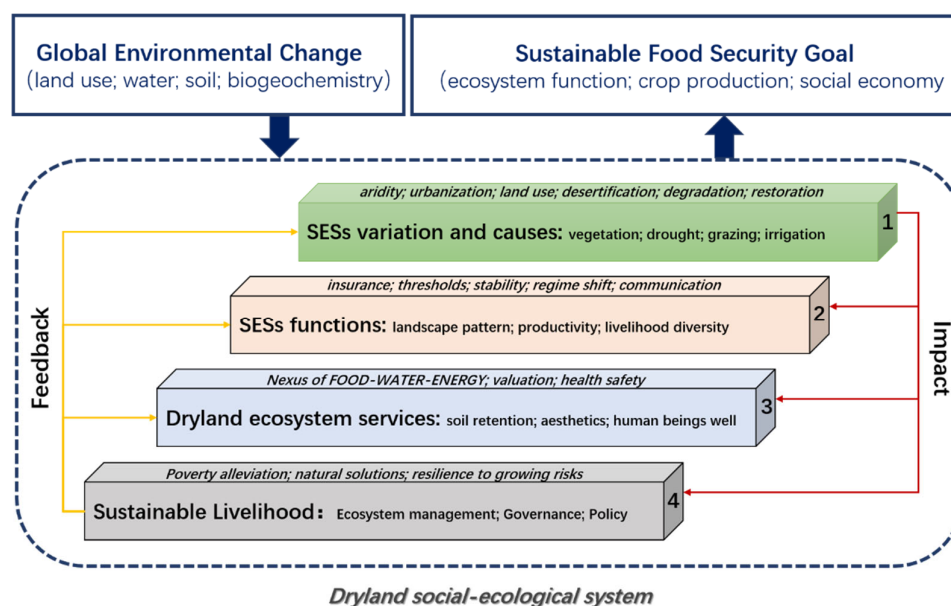 Global Environmental Change
(land use; water; soil; biogeochemistry)
Sustainable Food Security Goal
(ecosystem function; crop production; social economy
aridity; urbanization; land use; desertification; degradation; restoration
SESs variation and causes: vegetation; drought; grazing; irrigation
1
insurance; thresholds; stability; regime shift; communication
SESs functions: landscape pattern; productivity; livelihood diversity
2
Nexus of FOOD-WATER-ENERGY; valuation; health safety
Dryland ecosystem services: soil retention; aesthetics; human beings well
3
Poverty alleviation; natural solutions; resilience to growing risks
Sustainable Livelihood： Ecosystem management; Governance; Policy
4
Feedback
Impact
Dryland social-ecological system